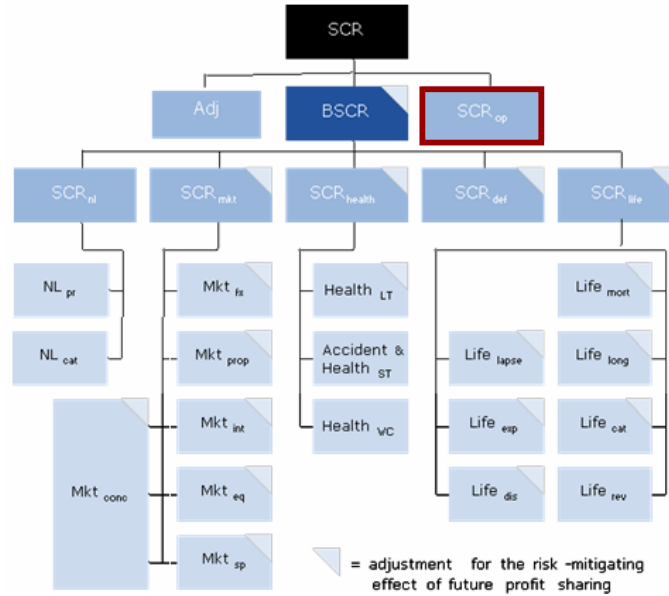 SCR
Adj
BSCR
SCR op
SCR nl
SCR mkt
SCR health
SCR def
SCR life
NL pr
Mkt fx
Health LT
Life mort
NL cat
Mkt prop
Accident &
Health ST
Life lapse
Life long
Mkt conc
Mkt int
Health WC
Life exp
Life cat
Mkt eq
Life dis
Life rev
Mkt sp
= adjustment for the risk -mitigating
effect of future profit sharing